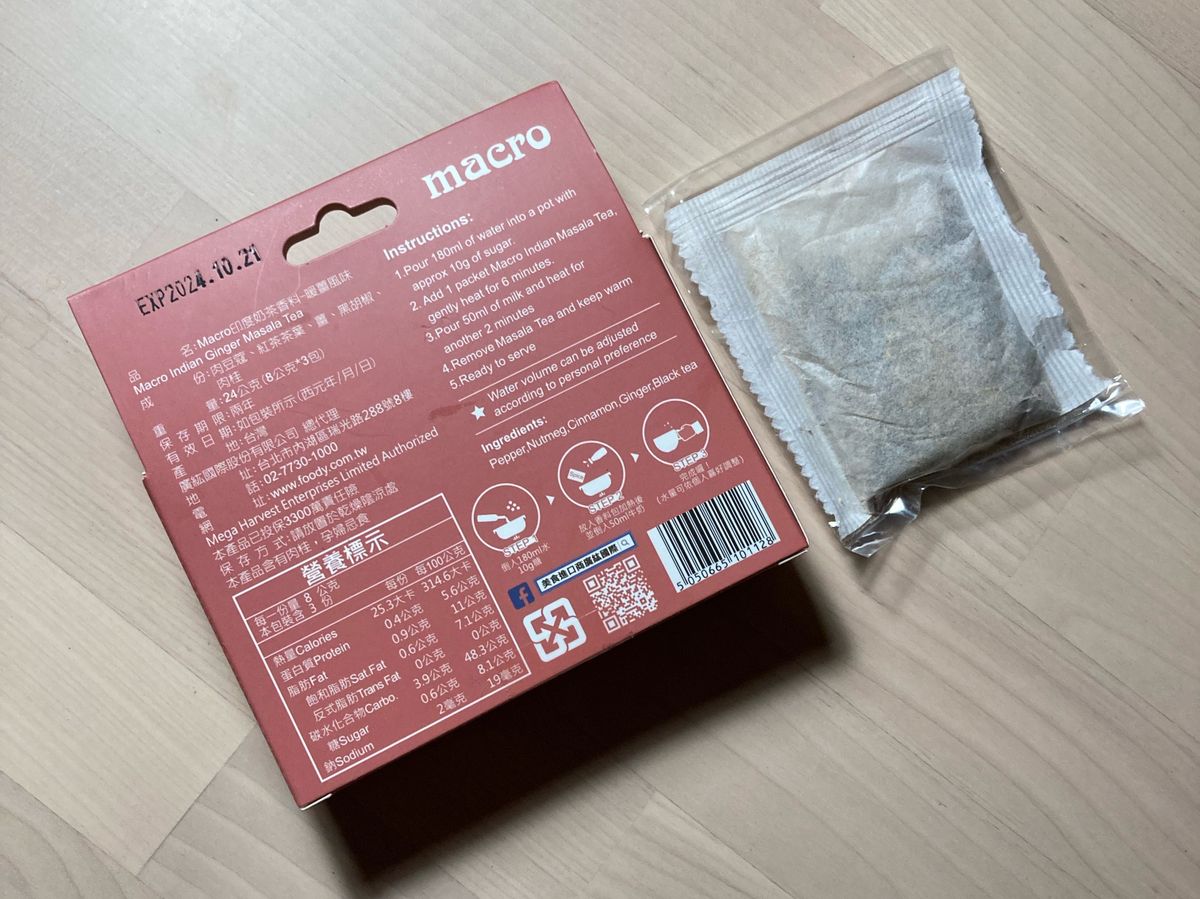 macro
EXP2024.10.21
品 名:Macro印度奶茶香料-暖薑風味
Macro Indian Ginger Masala Tea
成 份:肉豆蔻、紅茶茶葉、薑、黑胡椒、
肉桂
重 量:24公克(8公克*3包)
保 存 期 限:兩年
有 效 日 期:如包裝所示(西元年/月/日)
產 地:台灣
廣紘國際股份有限公司 總代理
地 址:台北市內湖區瑞光路288號8樓
電 話:02-7730-1000
網 址:www.foody.com.tw
Mega Harvest Enterprises Limited Authorized
本產品已投保3300萬責任險
保 存 方 式:請放置於乾燥陰涼處
本產品含有肉桂，孕婦忌食
營養標示
每一份量 8 公克
本包裝含 3 份
每份 每100公克
熱量Calories 25.3大卡 314.6大卡
蛋白質Protein 0.4公克 5.6公克
脂肪Fat 0.9公克 11公克
飽和脂肪Sat.Fat 0.6公克 7.1公克
反式脂肪Trans Fat 0公克 0公克
碳水化合物Carbo. 3.9公克 48.3公克
糖Sugar 0.6公克 8.1公克
鈉Sodium 2毫克 19毫克
Instructions:
1.Pour 180ml of water into a pot with
approx 10g of sugar.
2. Add 1 packet Macro Indian Masala Tea,
gently heat for 6 minutes.
3.Pour 50ml of milk and heat for
another 2 minutes
4.Remove Masala Tea and keep warm
5.Ready to serve
Water volume can be adjusted
according to personal preference
Ingredients:
Pepper,Nutmeg,Cinnamon,Ginger,Black tea
STEP 1
倒入180ml水
10g糖
Spice
STEP 2
放入香料包加熱後
並倒入50ml牛奶
STEP 3
完成囉！
(水量可依個人喜好調整)
f 美食進口商廣紘國際
5 050665 101128